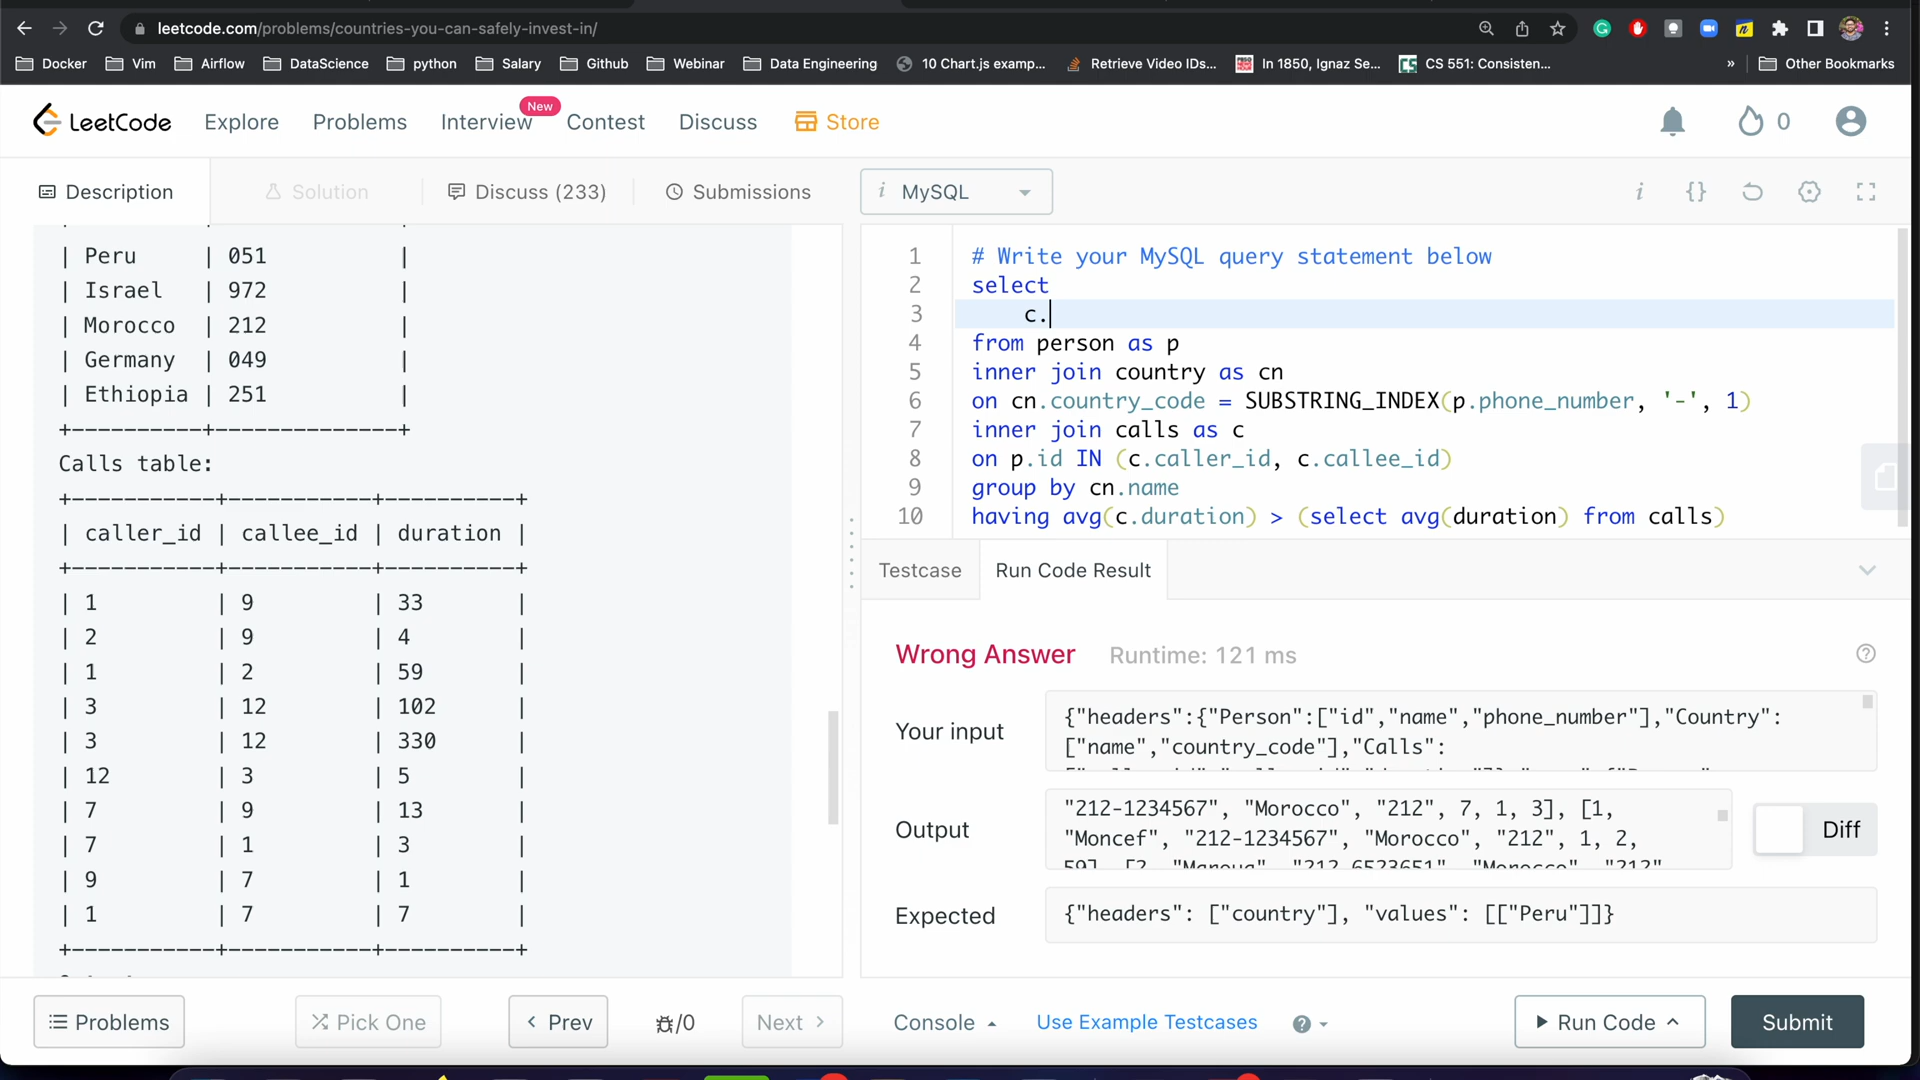 leetcode.com/problems/countries-you-can-safely-invest-in/
Docker Vim Airflow DataScience python Salary Github Webinar Data Engineering 10 Chart.js examp... Retrieve Video IDs... In 1850, Ignaz Se... CS 551: Consisten... » Other Bookmarks
LeetCode Explore Problems Interview New Contest Discuss Store 0
Description Solution Discuss (233) Submissions i MySQL
| Peru | 051 |
| Israel | 972 |
| Morocco | 212 |
| Germany | 049 |
| Ethiopia | 251 |
+----------+--------------+
Calls table:
+-----------+-----------+----------+
| caller_id | callee_id | duration |
+-----------+-----------+----------+
| 1 | 9 | 33 |
| 2 | 9 | 4 |
| 1 | 2 | 59 |
| 3 | 12 | 102 |
| 3 | 12 | 330 |
| 12 | 3 | 5 |
| 7 | 9 | 13 |
| 7 | 1 | 3 |
| 9 | 7 | 1 |
| 1 | 7 | 7 |
+-----------+-----------+----------+
1 # Write your MySQL query statement below
2 select
3 c.
4 from person as p
5 inner join country as cn
6 on cn.country_code = SUBSTRING_INDEX(p.phone_number, '-', 1)
7 inner join calls as c
8 on p.id IN (c.caller_id, c.callee_id)
9 group by cn.name
10 having avg(c.duration) > (select avg(duration) from calls)
Testcase Run Code Result
Wrong Answer Runtime: 121 ms
Your input
{"headers":{"Person":["id","name","phone_number"],"Country":
["name","country_code"],"Calls":
Output
"212-1234567", "Morocco", "212", 7, 1, 3], [1,
"Moncef", "212-1234567", "Morocco", "212", 1, 2,
59], [2, "Maroua", "212-6523651", "Morocco", "212"
Diff
Expected
{"headers": ["country"], "values": [["Peru"]]}
Problems Pick One Prev /0 Next Console Use Example Testcases Run Code Submit